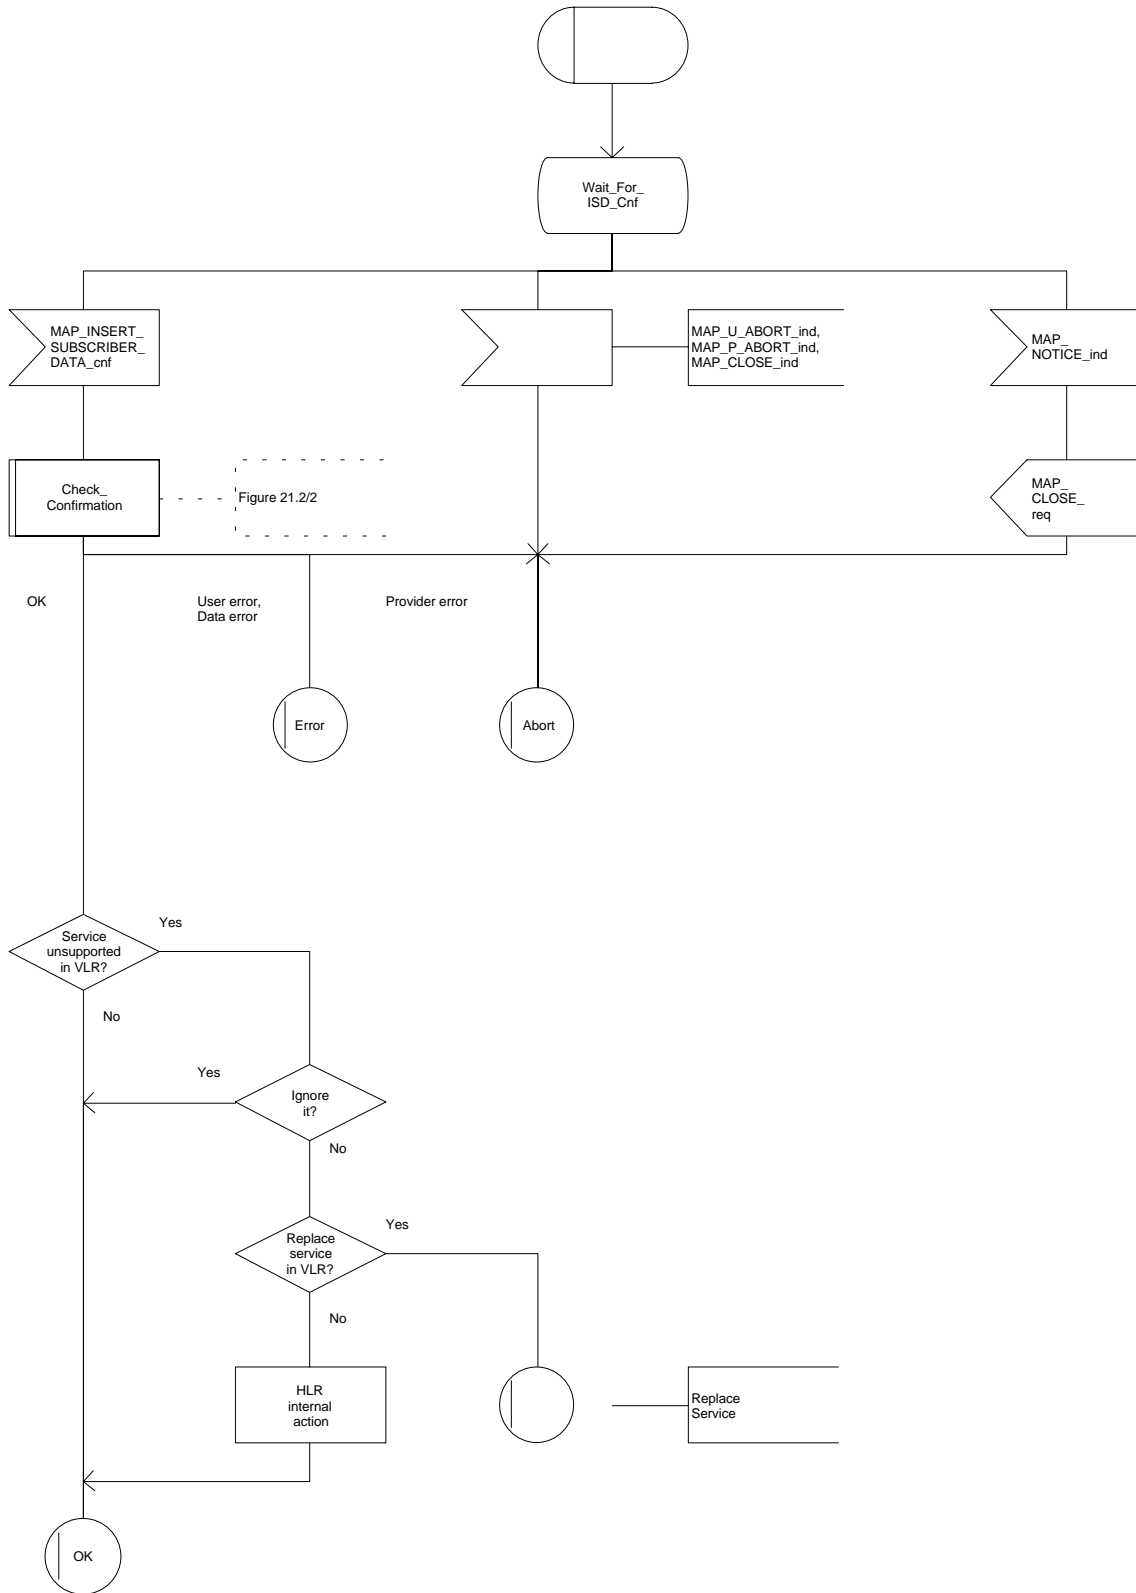 Wait_For_
ISD_Cnf
MAP_INSERT_
SUBSCRIBER_
DATA_cnf
MAP_U_ABORT_ind,
MAP_P_ABORT_ind,
MAP_CLOSE_ind
MAP_
NOTICE_ind
Check_
Confirmation
Figure 21.2/2
MAP_
CLOSE_
req
OK
User error,
Data error
Provider error
Error
Abort
Service
unsupported
in VLR?
Yes
No
Yes
Ignore
it?
No
Replace
service
in VLR?
Yes
No
HLR
internal
action
Replace
Service
OK